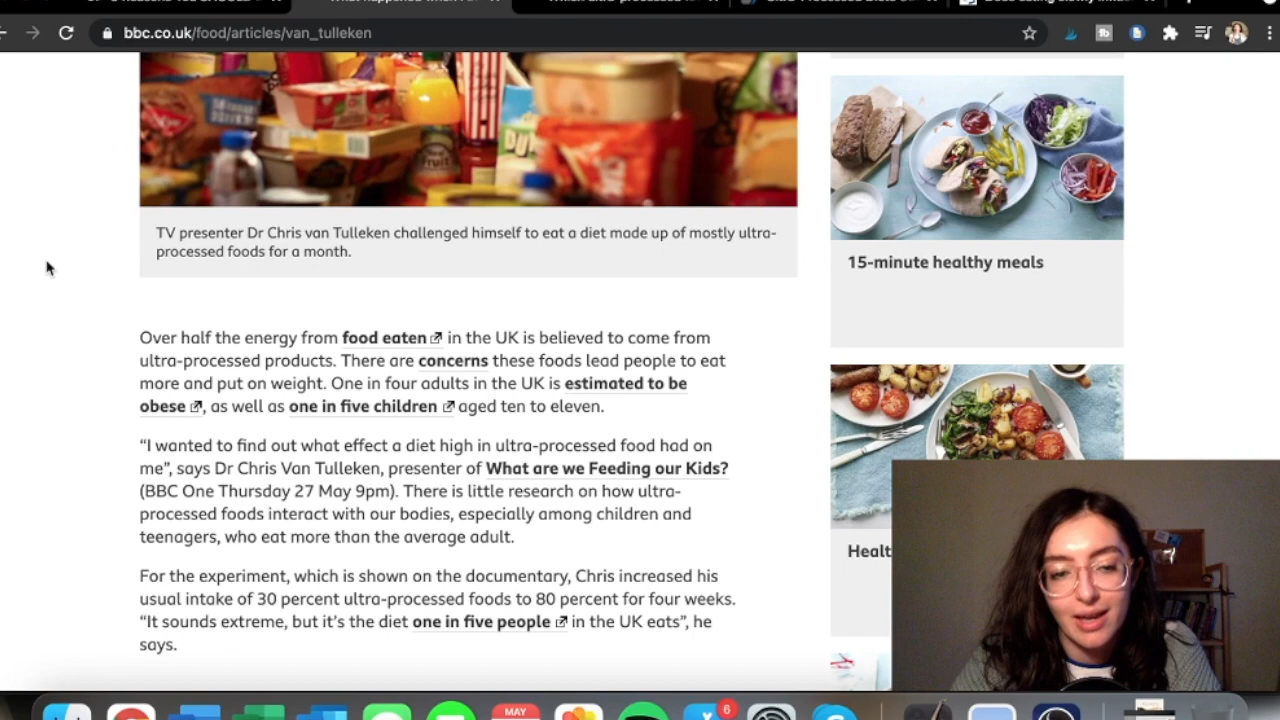 bbc.co.uk/food/articles/van_tulleken
TV presenter Dr Chris van Tulleken challenged himself to eat a diet made up of mostly ultra-
processed foods for a month.
15-minute healthy meals
Over half the energy from food eaten in the UK is believed to come from
ultra-processed products. There are concerns these foods lead people to eat
more and put on weight. One in four adults in the UK is estimated to be
obese, as well as one in five children aged ten to eleven.
“I wanted to find out what effect a diet high in ultra-processed food had on
me”, says Dr Chris Van Tulleken, presenter of What are we Feeding our Kids?
(BBC One Thursday 27 May 9pm). There is little research on how ultra-
processed foods interact with our bodies, especially among children and
teenagers, who eat more than the average adult.
Healt
For the experiment, which is shown on the documentary, Chris increased his
usual intake of 30 percent ultra-processed foods to 80 percent for four weeks.
“It sounds extreme, but it’s the diet one in five people in the UK eats”, he
says.
MAY
6